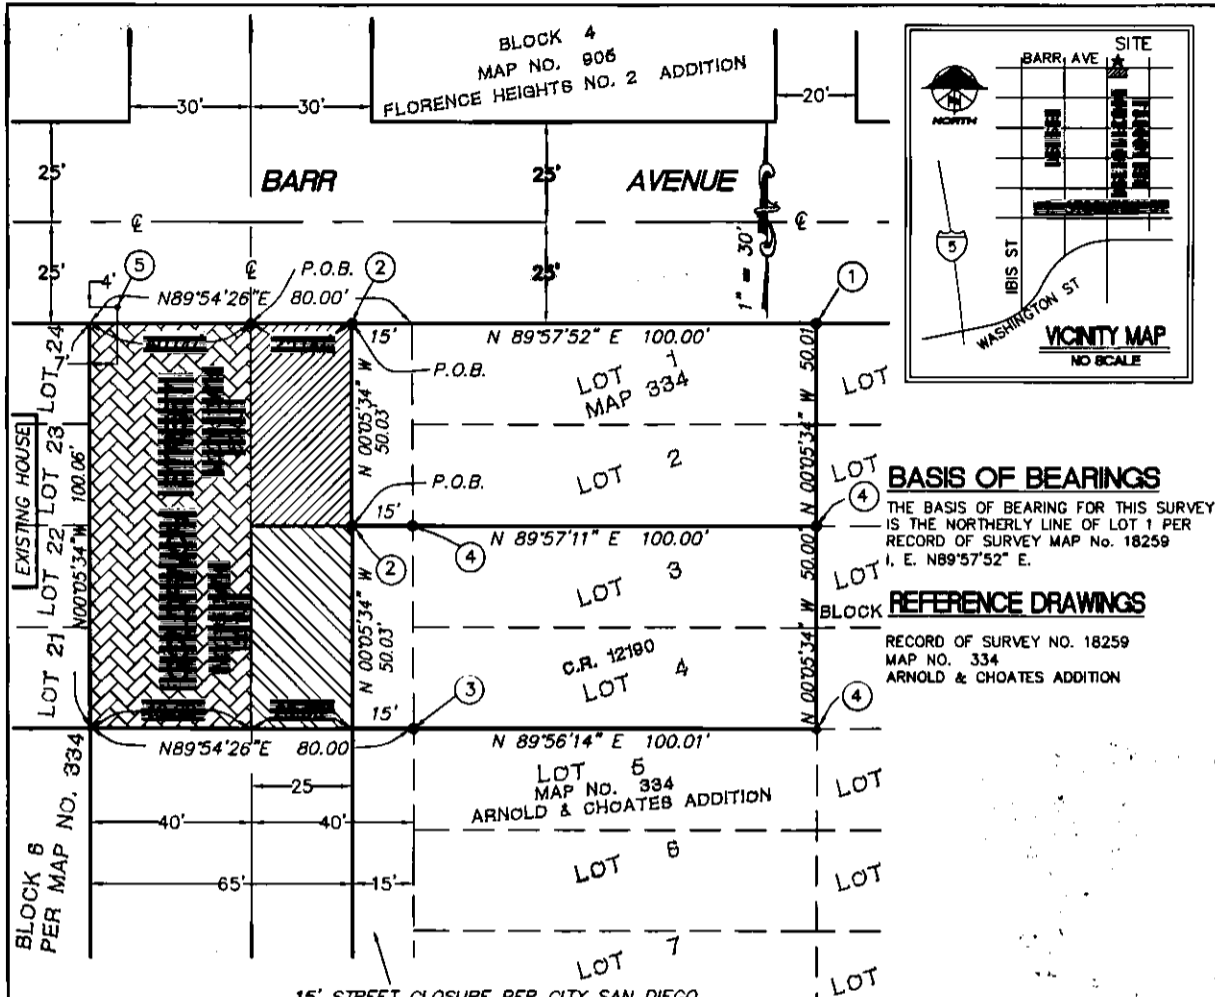 BLOCK 4
MAP NO. 906
FLORENCE HEIGHTS NO. 2 ADDITION
30'
30'
20'
25'
BARR
25'
AVENUE
25'
25'
1" = 30'
5
P.O.B.
2
1
4'
N89°54'26"E 80.00'
15'
N 89°57'52" E 100.00'
7'
P.O.B.
LOT 1
MAP 334
LOT
LOT 24
LOT 23
LOT 22
LOT 21
EXISTING HOUSE
N00°05'34"W 100.06'
N 00°05'34" W
50.03'
N 00°05'34" W 50.01
LOT 2
LOT
P.O.B.
15'
4
4
N 89°57'11" E 100.00'
2
LOT 3
LOT
N 00°05'34" W
50.03'
N 00°05'34" W 50.00'
BLOCK
C.R. 12190
LOT 4
3
4
15'
N89°54'26"E 80.00
N 89°56'14" E 100.01'
LOT 5
MAP NO. 334
ARNOLD & CHOATES ADDITION
LOT
25
40'
40'
BLOCK 6
PER MAP NO. 334
LOT 6
LOT
65'
15'
LOT 7
LOT
15' STREET CLOSURE PER CITY SAN DIEGO
SITE
BARR AVE
NORTH
5
IBIS ST
WASHINGTON ST
VICINITY MAP
NO SCALE
BASIS OF BEARINGS
THE BASIS OF BEARING FOR THIS SURVEY
IS THE NORTHERLY LINE OF LOT 1 PER
RECORD OF SURVEY MAP No. 18259
I. E. N89°57'52" E.
REFERENCE DRAWINGS
RECORD OF SURVEY NO. 18259
MAP NO. 334
ARNOLD & CHOATES ADDITION